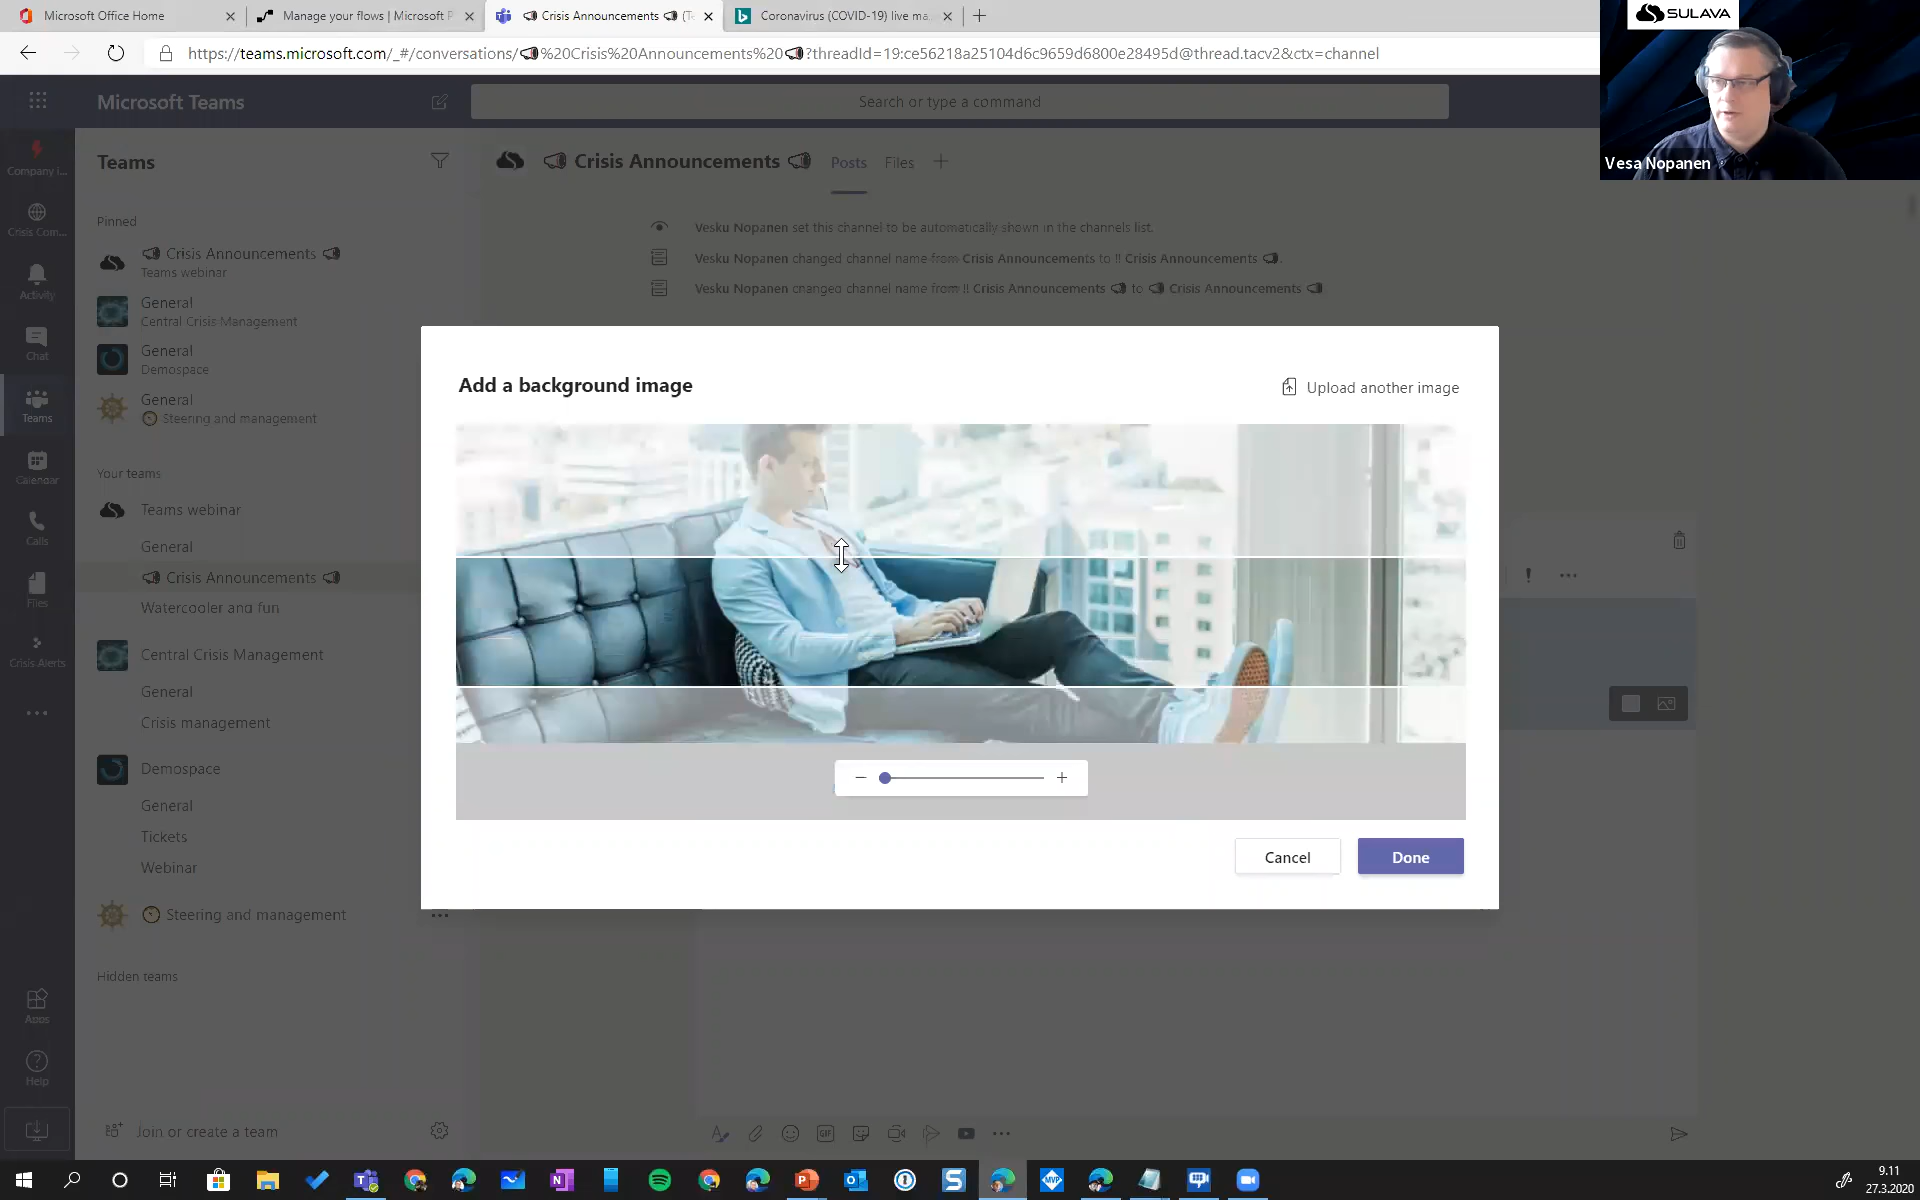 Microsoft Office Home
Manage your flows | Microsoft P
Crisis Announcements
(Te
Coronavirus (COVID-19) live ma
SULAVA
https://teams.microsoft.com/_#/conversations/📢%20Crisis%20Announcements%20📢?threadId=19:ce56218a25104d6c9659d6800e28495d@thread.tacv2&ctx=channel
Microsoft Teams
Search or type a command
Vesa Nopanen
Company i...
Crisis Com...
Activity
Chat
Teams
Calendar
Calls
Files
Crisis Alerts
Apps
Help
Teams
Pinned
Crisis Announcements
Teams webinar
General
Central Crisis Management
General
Demospace
General
Steering and management
Your teams
Teams webinar
General
Crisis Announcements
Watercooler and fun
Central Crisis Management
General
Crisis management
Demospace
General
Tickets
Webinar
Steering and management
Hidden teams
Join or create a team
Crisis Announcements
Posts
Files
Vesku Nopanen set this channel to be automatically shown in the channels list.
Vesku Nopanen changed channel name from Crisis Announcements to !! Crisis Announcements 📢.
Vesku Nopanen changed channel name from !! Crisis Announcements 📢 to 📢 Crisis Announcements 📢
Add a background image
Upload another image
Cancel
Done
GIF
MVP
9.11
27.3.2020